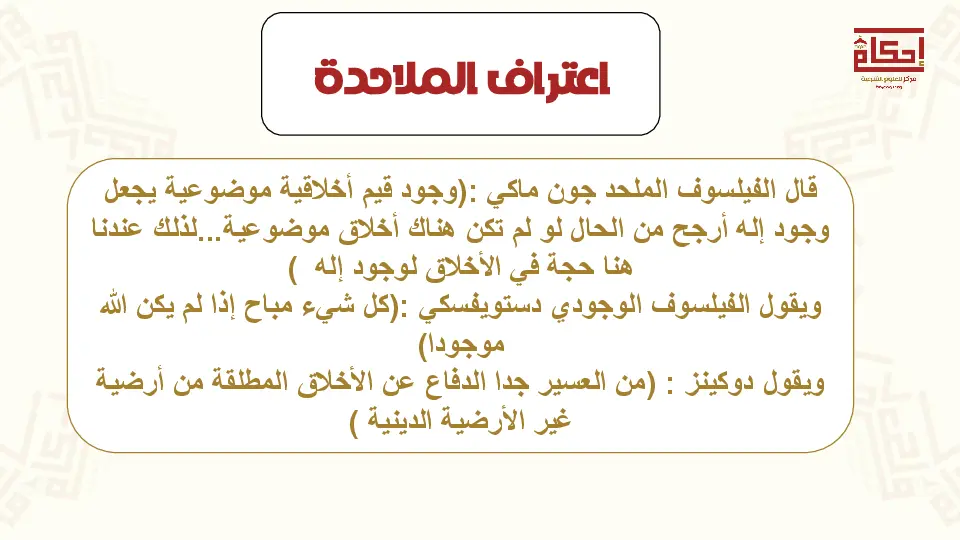 إحكام
مركز للعلوم الشرعية
اعتراف الملاحدة
قال الفيلسوف الملحد جون ماكي :(وجود قيم أخلاقية موضوعية يجعل
وجود إله أرجح من الحال لو لم تكن هناك أخلاق موضوعية...لذلك عندنا
هنا حجة في الأخلاق لوجود إله )
ويقول الفيلسوف الوجودي دستويفسكي :(كل شيء مباح إذا لم يكن الله
موجودا)
ويقول دوكينز : (من العسير جدا الدفاع عن الأخلاق المطلقة من أرضية
غير الأرضية الدينية )